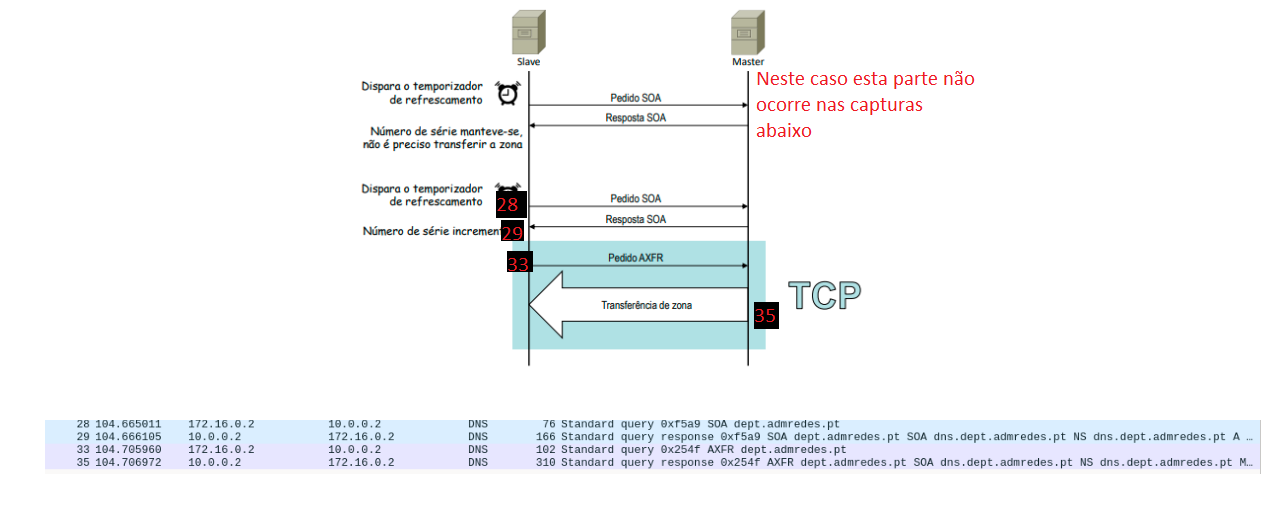 Slave
Master
Dispara o temporizador
de refrescamento
Pedido SOA
Neste caso esta parte não
ocorre nas capturas
abaixo
Resposta SOA
Número de série manteve-se,
não é preciso transferir a zona
Dispara o temporizador
de refrescamento
28
Pedido SOA
Resposta SOA
Número de série increment
29
33
Pedido AXFR
Transferência de zona
35
TCP
28 104.665011 172.16.0.2 10.0.0.2 DNS 76 Standard query 0xf5a9 SOA dept.admredes.pt
29 104.666105 10.0.0.2 172.16.0.2 DNS 166 Standard query response 0xf5a9 SOA dept.admredes.pt SOA dns.dept.admredes.pt NS dns.dept.admredes.pt A …
33 104.705960 172.16.0.2 10.0.0.2 DNS 102 Standard query 0x254f AXFR dept.admredes.pt
35 104.706972 10.0.0.2 172.16.0.2 DNS 310 Standard query response 0x254f AXFR dept.admredes.pt SOA dns.dept.admredes.pt NS dns.dept.admredes.pt M…